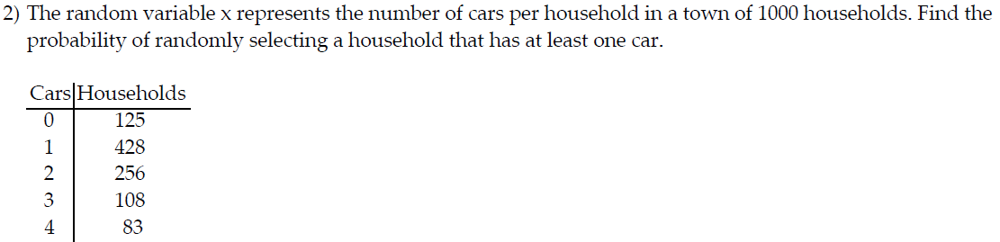 2) The random variable x represents the number of cars per household in a town of 1000 households. Find the
probability of randomly selecting a household that has at least one car.
Cars Households
0 125
1 428
2 256
3 108
4 83